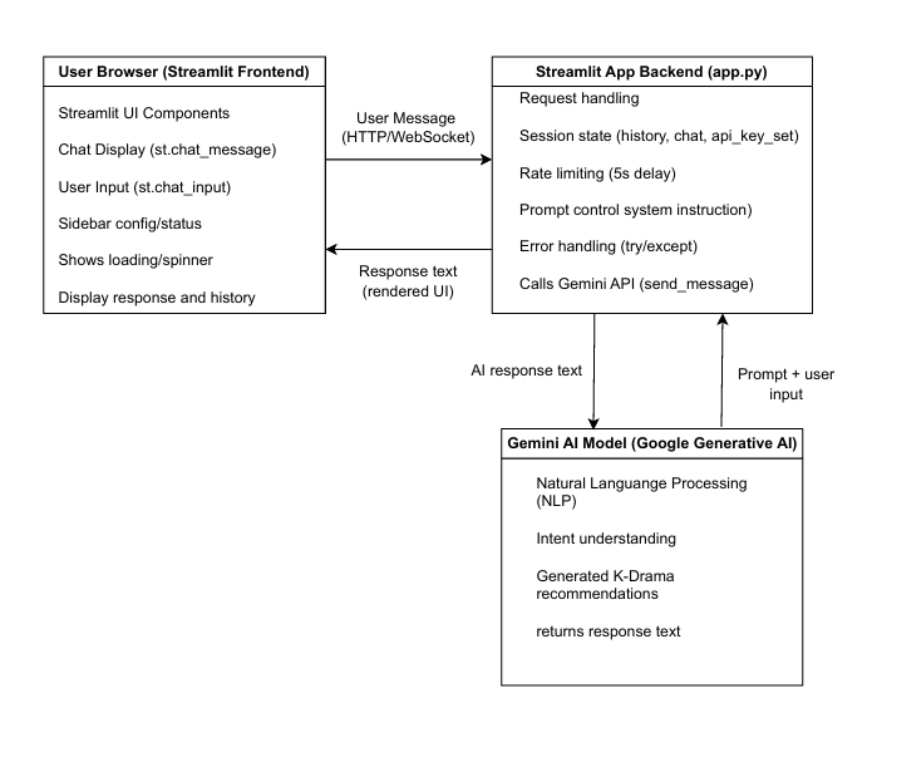 User Browser (Streamlit Frontend)
Streamlit UI Components
Chat Display (st.chat_message)
User Input (st.chat_input)
Sidebar config/status
Shows loading/spinner
Display response and history
User Message
(HTTP/WebSocket)
Response text
(rendered UI)
Streamlit App Backend (app.py)
Request handling
Session state (history, chat, api_key_set)
Rate limiting (5s delay)
Prompt control system instruction)
Error handling (try/except)
Calls Gemini API (send_message)
AI response text
Prompt + user
input
Gemini AI Model (Google Generative AI)
Natural Languange Processing
(NLP)
Intent understanding
Generated K-Drama
recommendations
returns response text